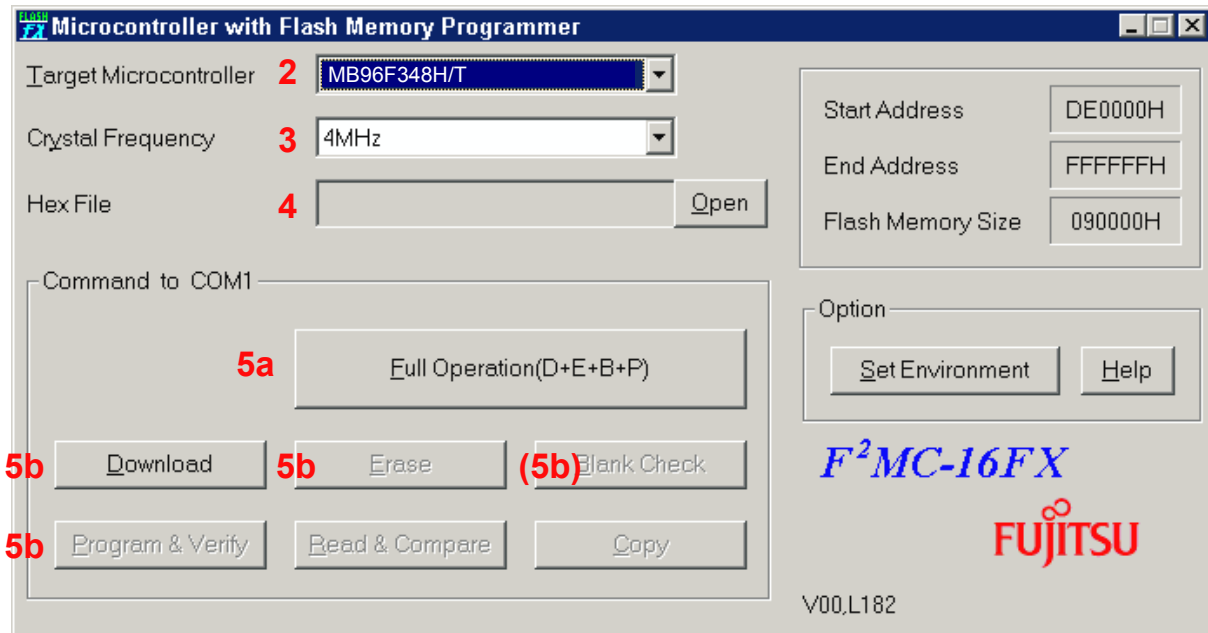 FLASH FX Microcontroller with Flash Memory Programmer
Target Microcontroller 2 MB96F348H/T
Crystal Frequency 3 4MHz
Hex File 4 Open
Start Address DE0000H
End Address FFFFFFH
Flash Memory Size 090000H
Command to COM1
5a Full Operation(D+E+B+P)
5b Download 5b Erase (5b) Blank Check
5b Program & Verify Read & Compare Copy
Option
Set Environment Help
F²MC-16FX
FUJITSU
V00,L182